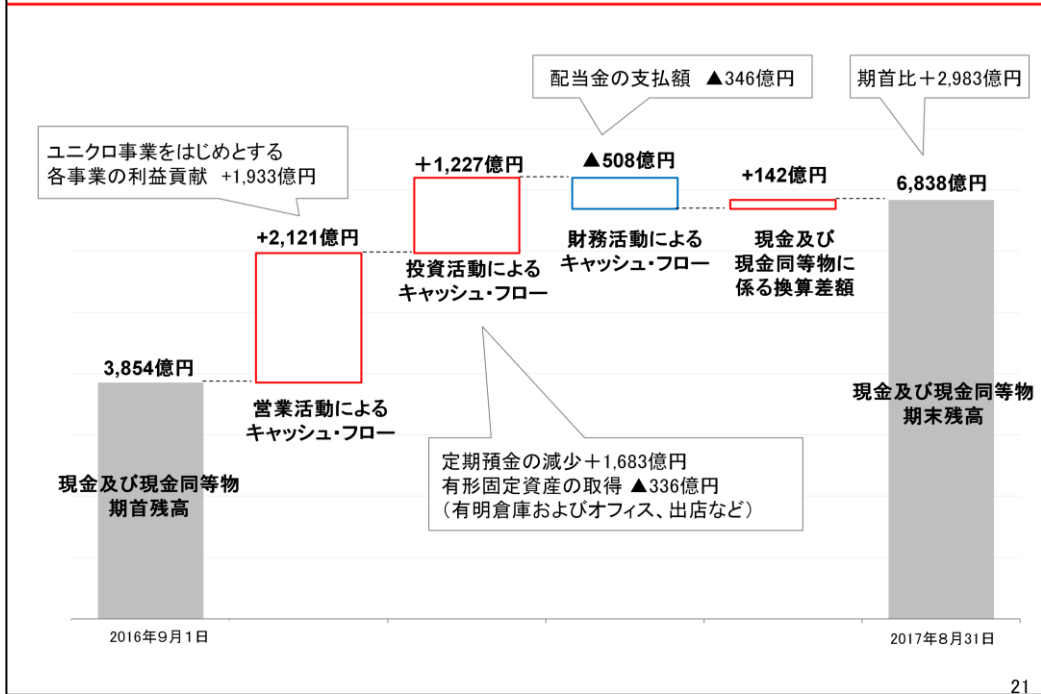 配当金の支払額 ▲346億円
期首比＋2,983億円
ユニクロ事業をはじめとする
各事業の利益貢献 +1,933億円
＋1,227億円
▲508億円
+142億円
6,838億円
+2,121億円
投資活動による
キャッシュ・フロー
財務活動による
キャッシュ・フロー
現金及び
現金同等物に
係る換算差額
3,854億円
営業活動による
キャッシュ・フロー
現金及び現金同等物
期末残高
定期預金の減少＋1,683億円
有形固定資産の取得 ▲336億円
（有明倉庫およびオフィス、出店など）
現金及び現金同等物
期首残高
2016年９月１日
2017年８月31日
21